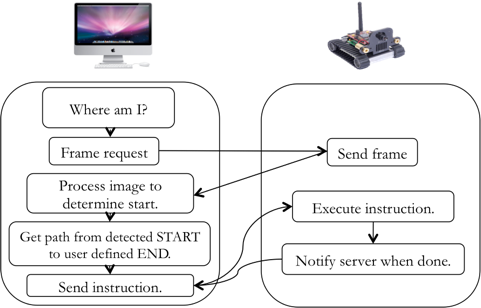 Where am I?
Frame request
Send frame
Process image to
determine start.
Execute instruction.
Get path from detected START
to user defined END.
Notify server when done.
Send instruction.